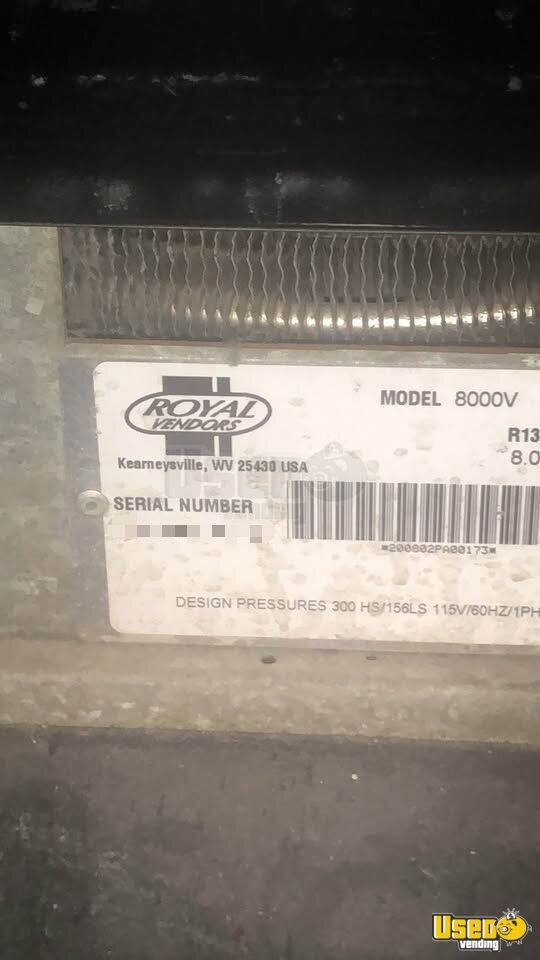 ROYAL
VENDORS
MODEL 8000V
R13
8.0
Kearneysville, WV 25430 USA
SERIAL NUMBER
*200802PA00173*
DESIGN PRESSURES 300 HS/156LS 115V/60HZ/1PH
Used
vending